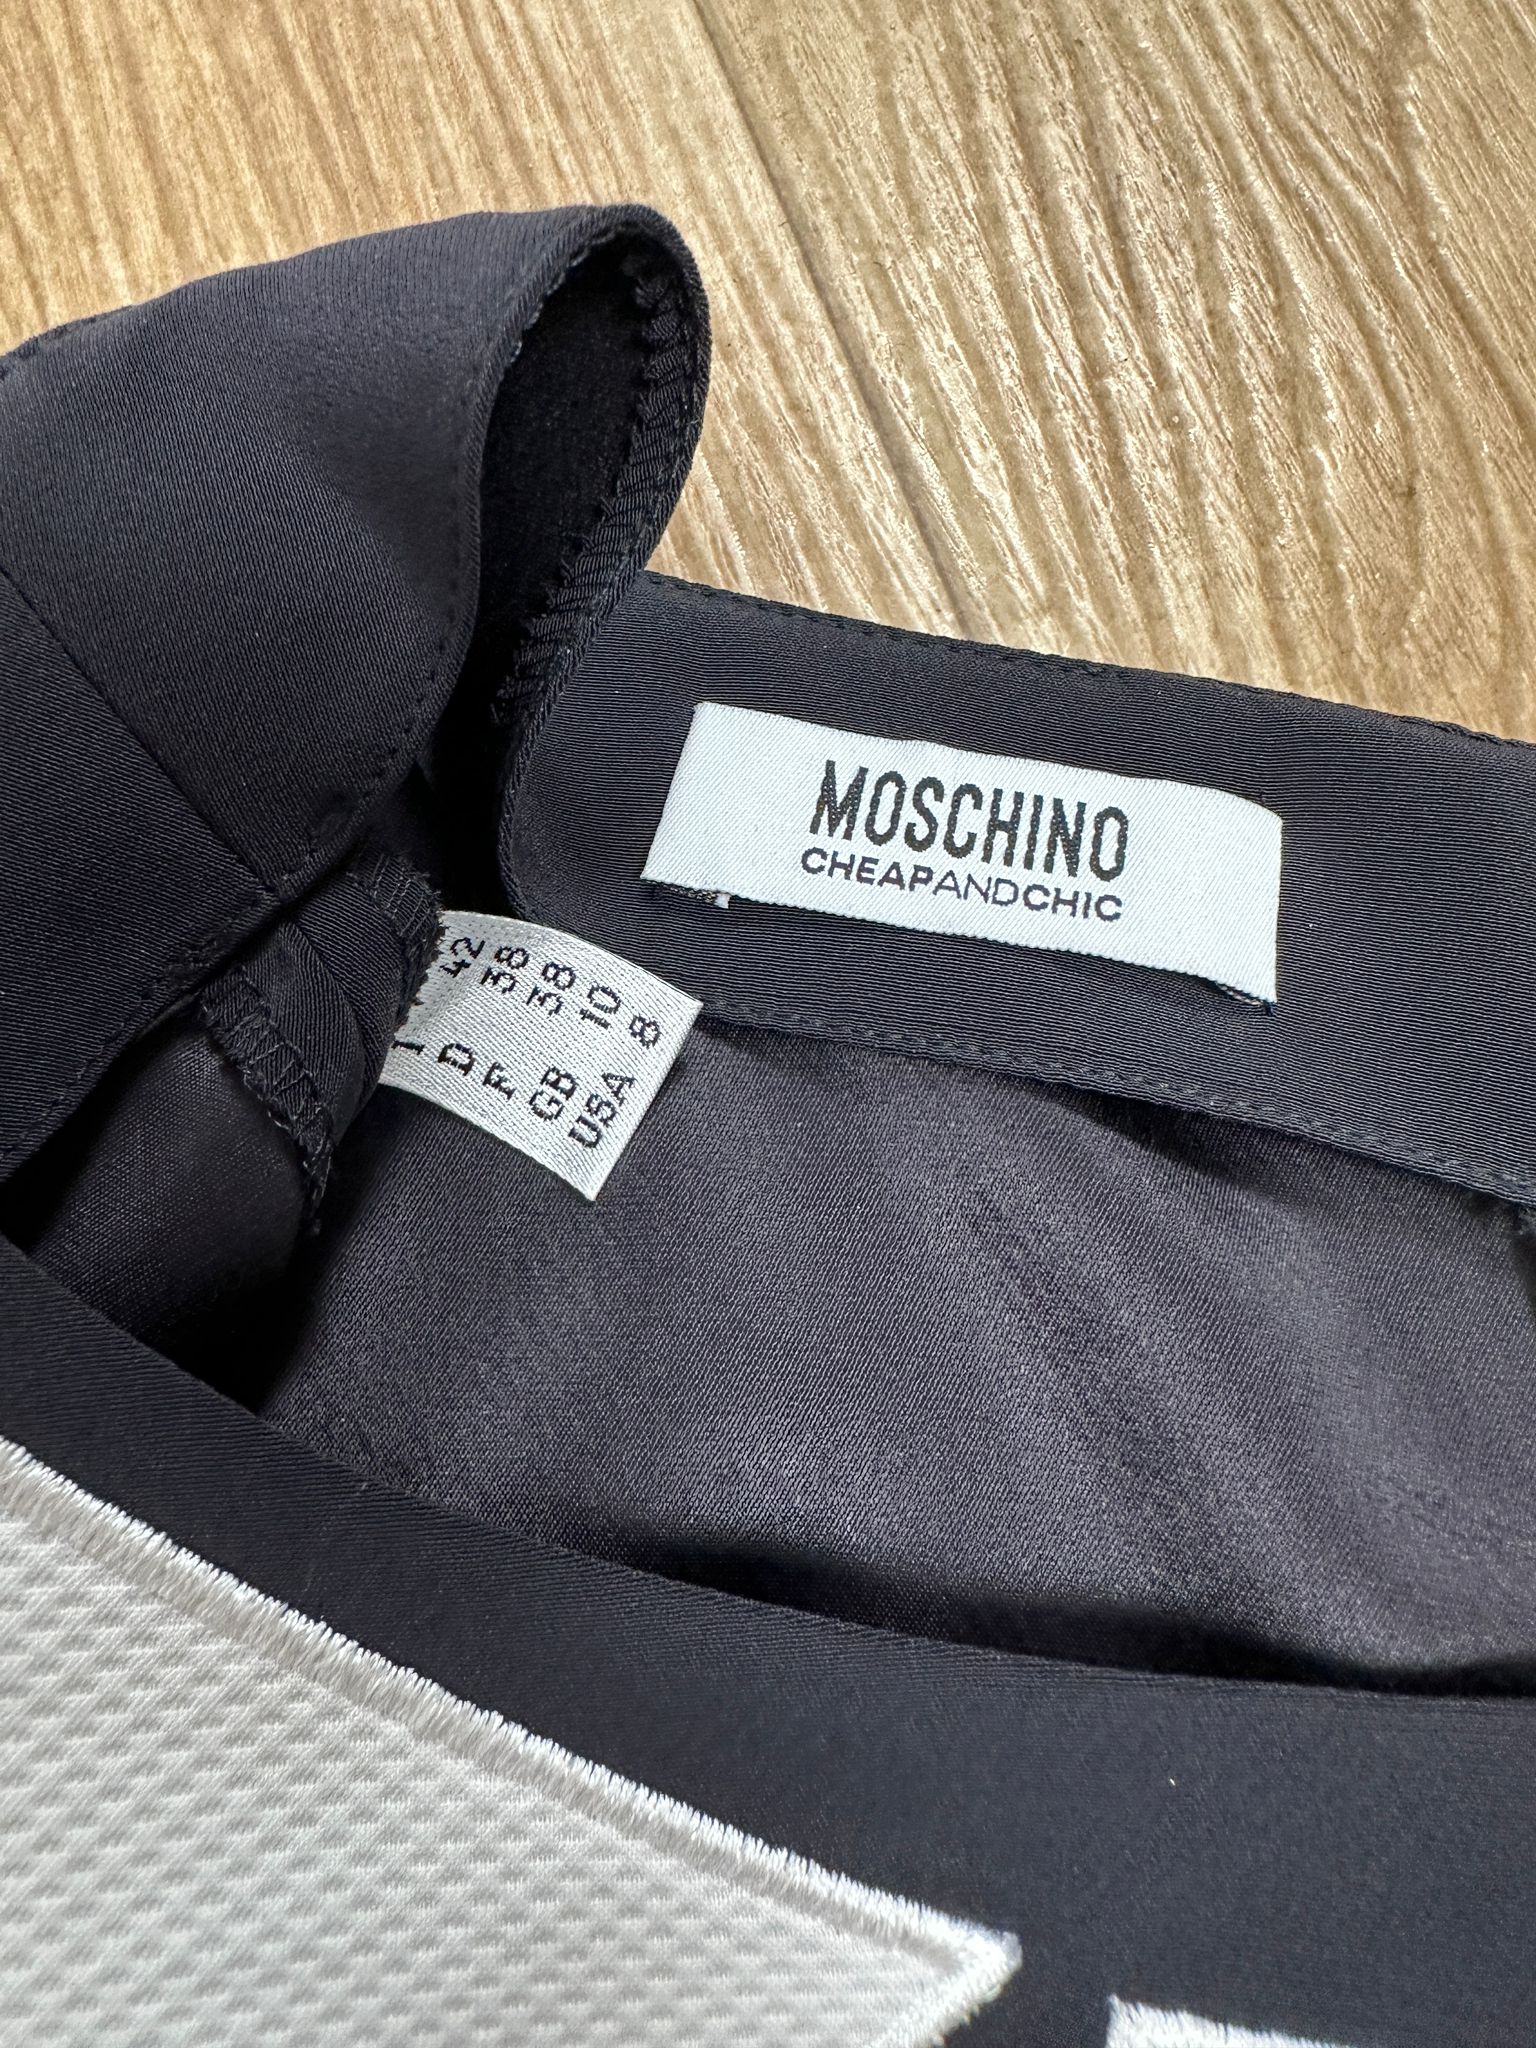 MOSCHINO
CHEAPANDCHIC
I 42
D 38
F 38
GB 10
USA 8